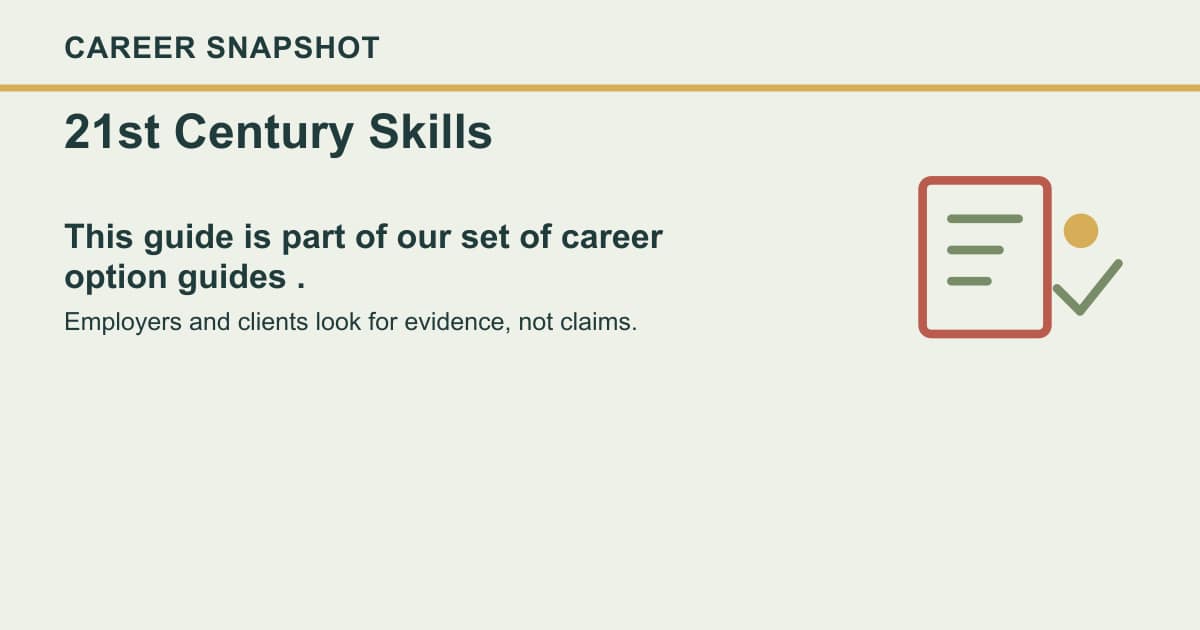 CAREER SNAPSHOT
21st Century Skills
This guide is part of our set of career
option guides .
Employers and clients look for evidence, not claims.